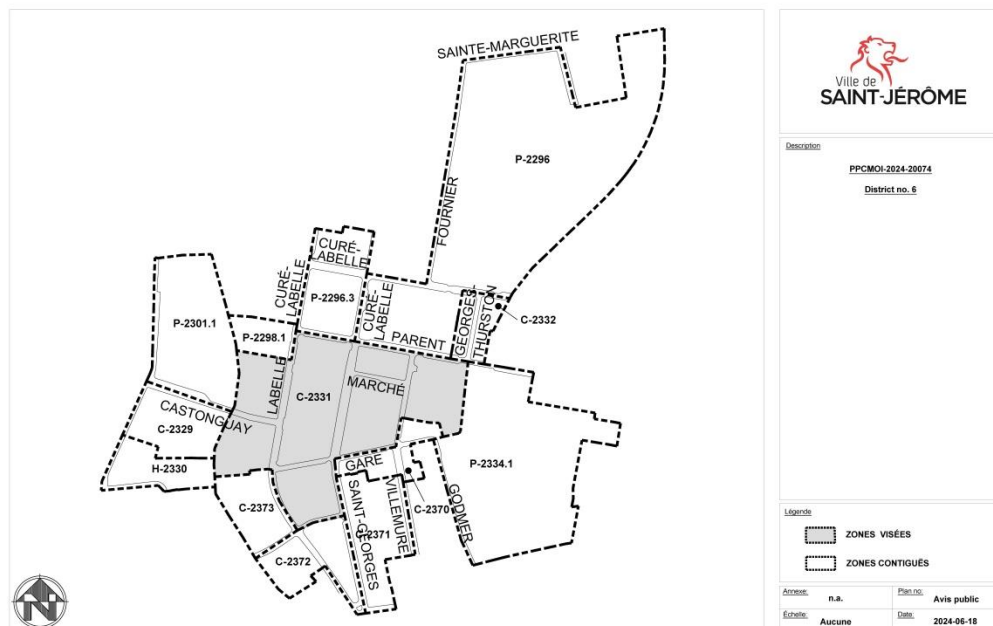 SAINTE-MARGUERITE
P-2296
FOURNIER
CURÉ-
LABELLE
CURÉ-
LABELLE
P-2296.3
CURÉ-
LABELLE
GEORGES-
THURSTON
C-2332
P-2301.1
P-2298.1
PARENT
LABELLE
C-2331
MARCHÉ
CASTONGUAY
C-2329
H-2330
GARE
P-2334.1
C-2373
SAINT-GEORGES
VILLEMURE
C-2370
GODMER
C-2371
C-2372
N
Ville de
SAINT-JÉRÔME
Description
PPCMOI-2024-20074
District no. 6
Légende
ZONES VISÉES
ZONES CONTIGUËS
Annexe: n.a.
Plan no: Avis public
Échelle: Aucune
Date: 2024-06-18